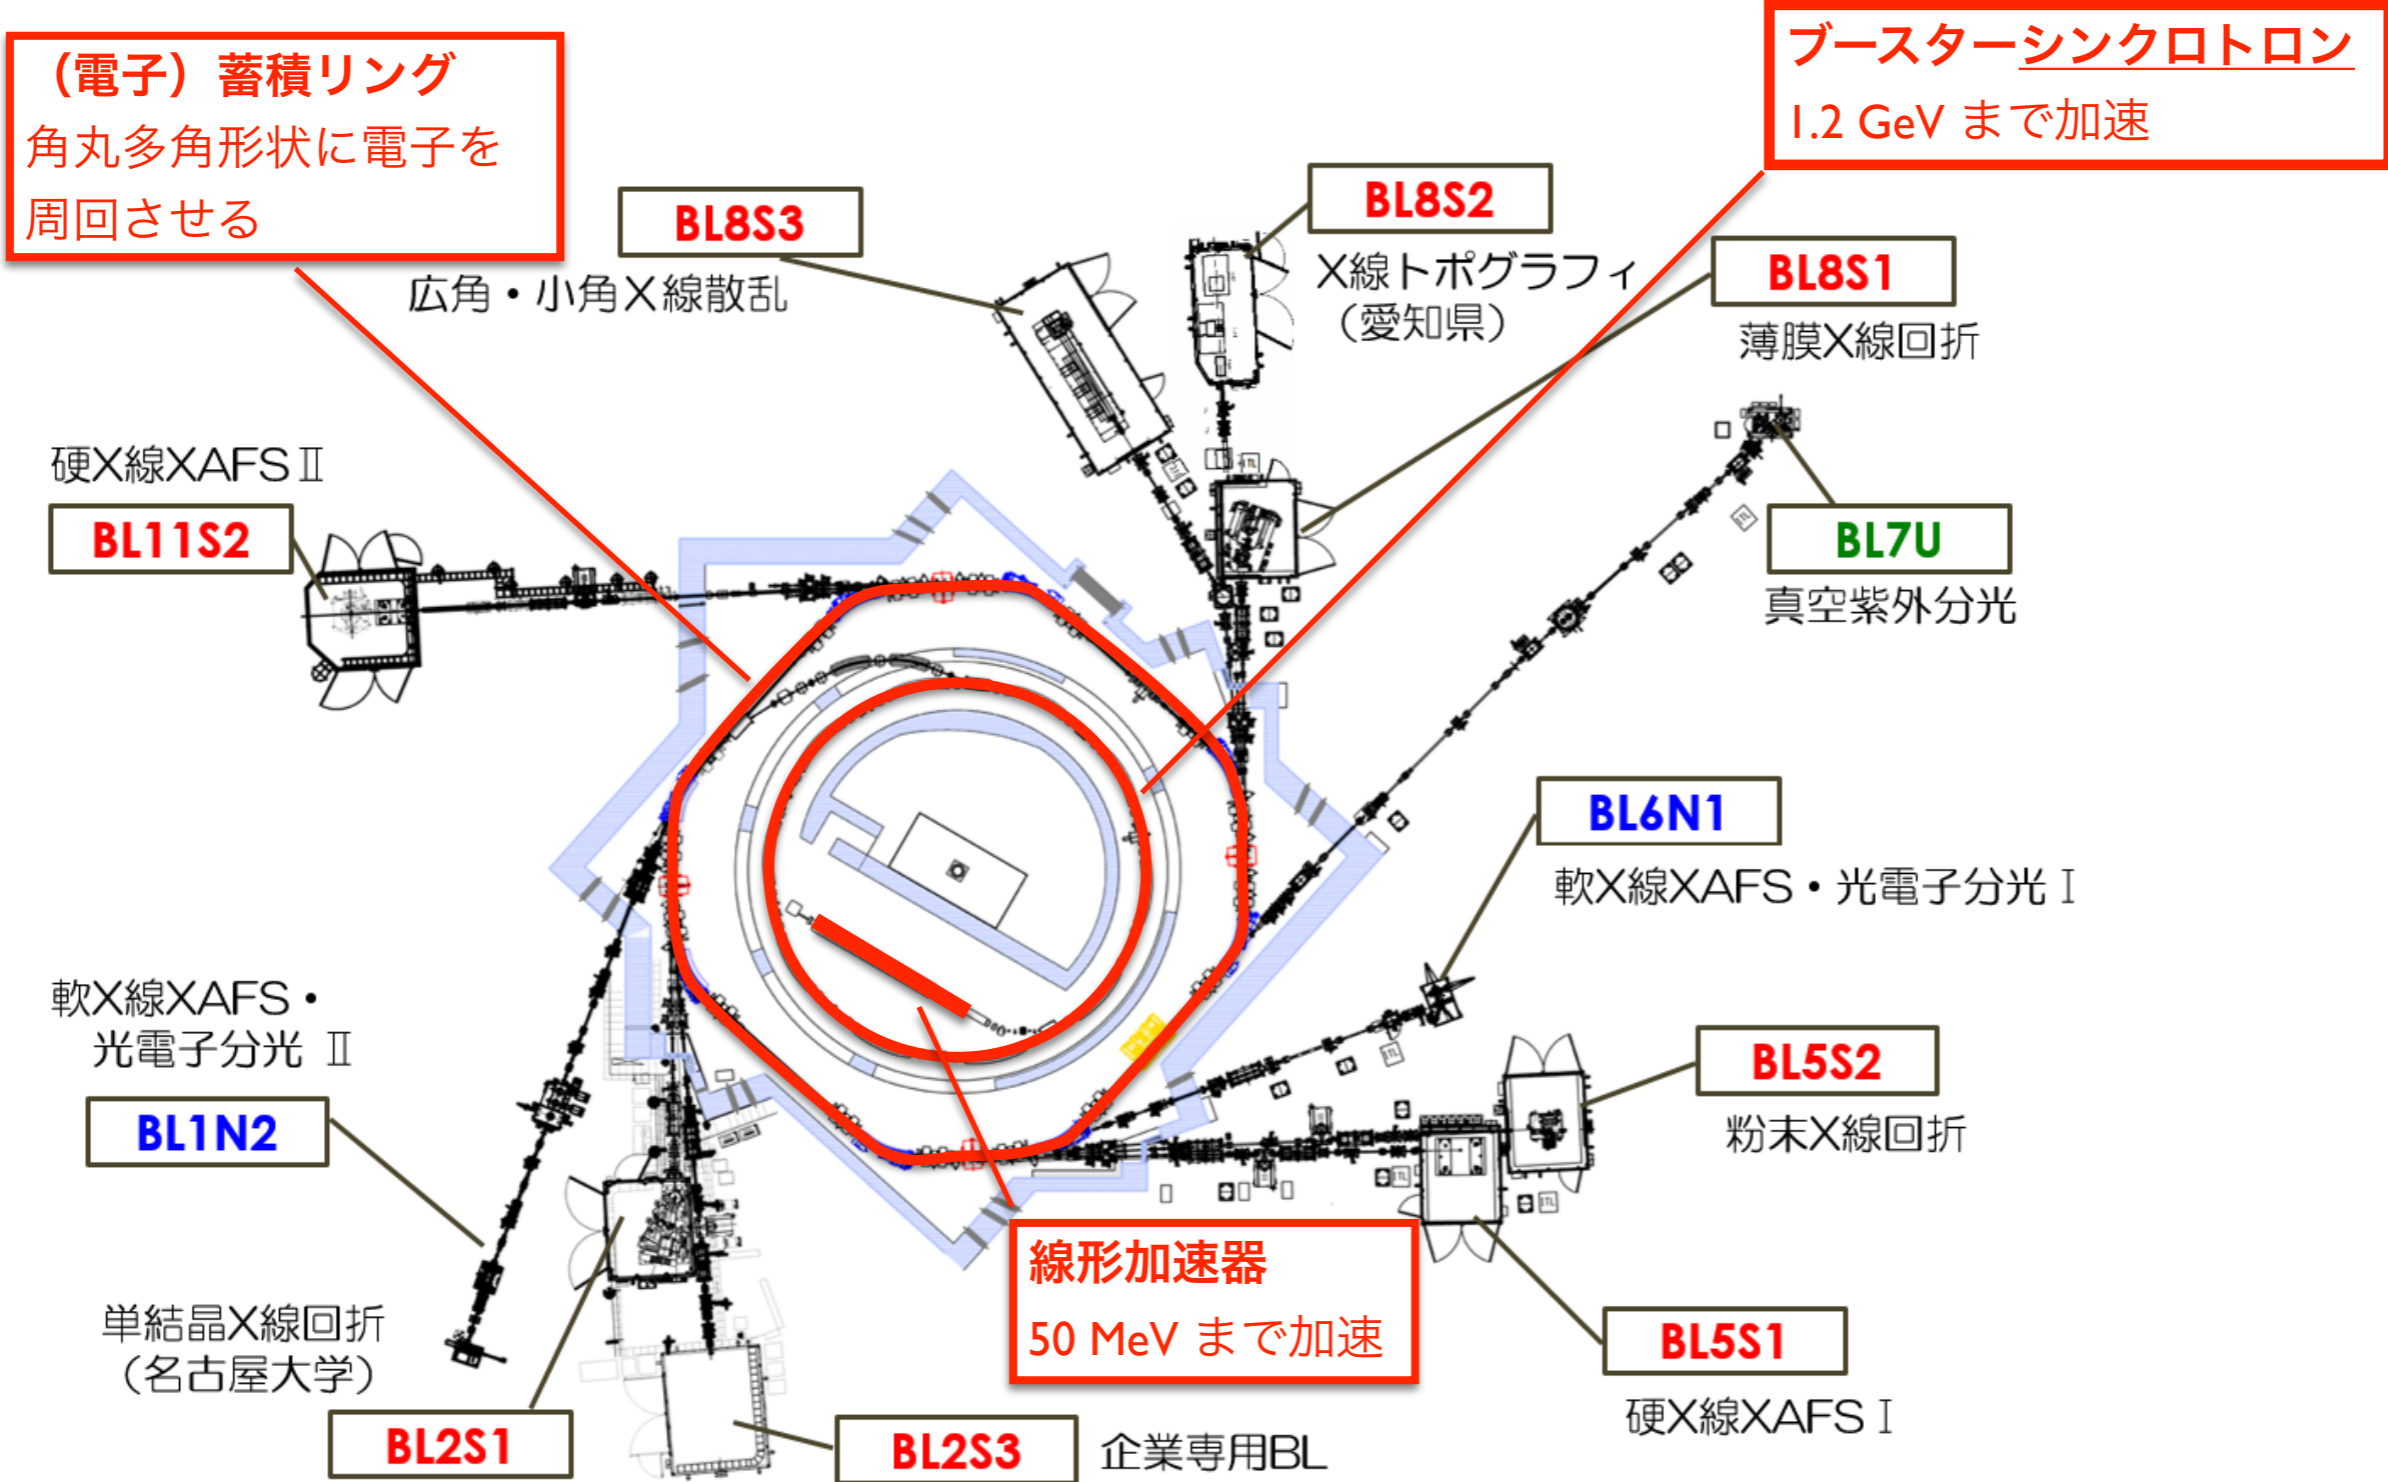 （電子）蓄積リング
角丸多角形状に電子を
周回させる
ブースターシンクロトロン
1.2 GeV まで加速
BL8S3
広角・小角X線散乱
BL8S2
X線トポグラフィ
（愛知県）
BL8S1
薄膜X線回折
硬X線XAFSⅡ
BL11S2
BL7U
真空紫外分光
BL6N1
軟X線XAFS・光電子分光Ⅰ
軟X線XAFS・
光電子分光 Ⅱ
BL1N2
BL5S2
粉末X線回折
線形加速器
50 MeV まで加速
単結晶X線回折
（名古屋大学）
BL2S1
BL2S3
企業専用BL
BL5S1
硬X線XAFSⅠ